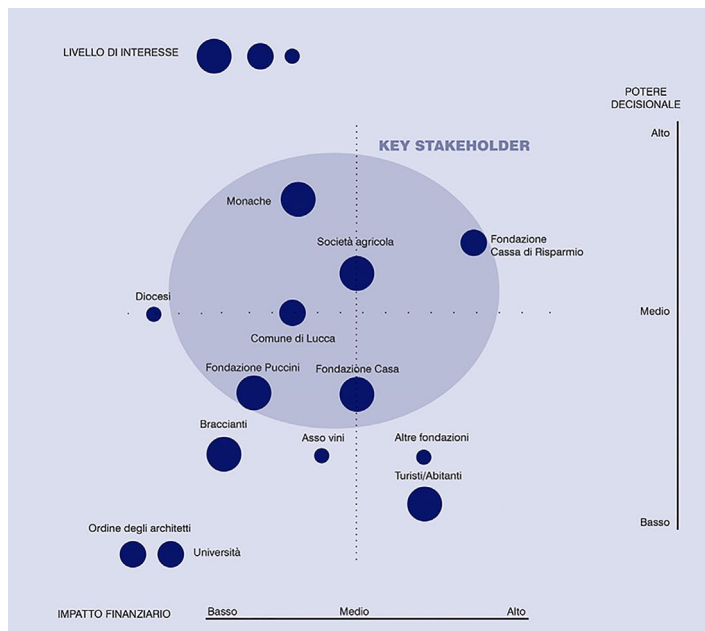 LIVELLO DI INTERESSE
POTERE
DECISIONALE
Alto
KEY STAKEHOLDER
Monache
Società agricola
Fondazione
Cassa di Risparmio
Diocesi
Medio
Comune di Lucca
Fondazione Puccini
Fondazione Casa
Braccianti
Asso vini
Altre fondazioni
Turisti/Abitanti
Basso
Ordine degli architetti
Università
IMPATTO FINANZIARIO
Basso
Medio
Alto